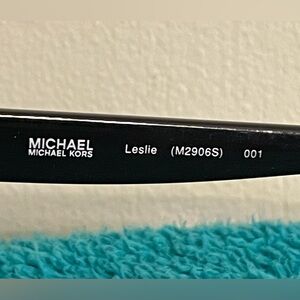 MICHAEL Leslie (M2906S) 001
MICHAEL KORS